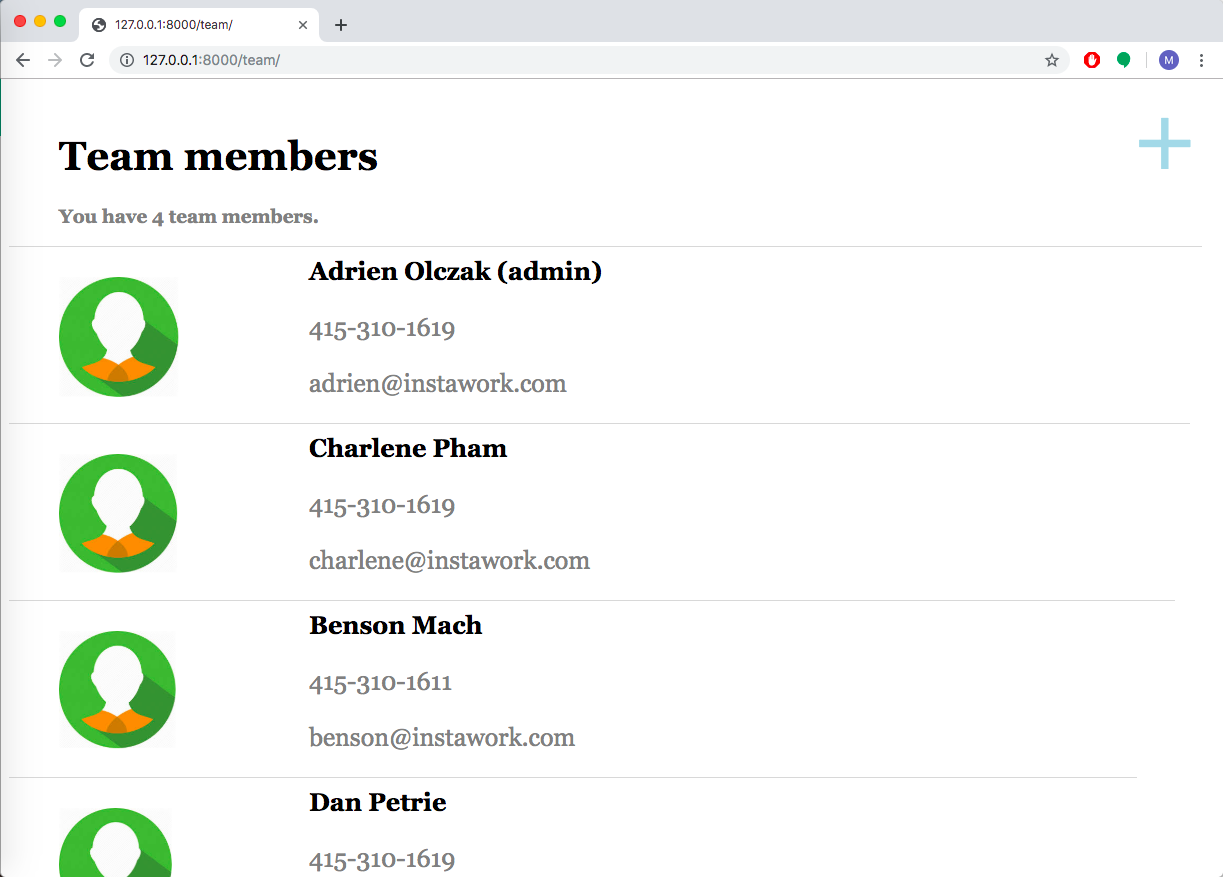 127.0.0.1:8000/team/
127.0.0.1:8000/team/
M
Team members
You have 4 team members.
Adrien Olczak (admin)
415-310-1619
adrien@instawork.com
Charlene Pham
415-310-1619
charlene@instawork.com
Benson Mach
415-310-1611
benson@instawork.com
Dan Petrie
415-310-1619